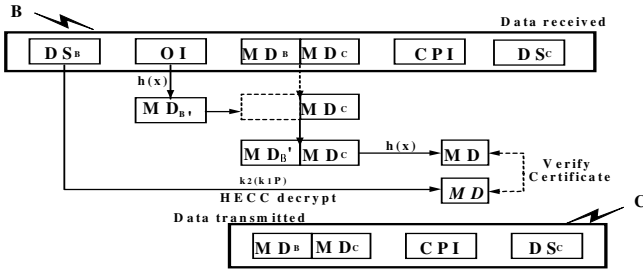 B
Data received
DSB OI MDB MDC CPI DSC
h(x)
MDB' MDC
MDB' MDC h(x) MD
Verify
Certificate
k2(k1P)
HECC decrypt MD
Data transmitted
C
MDB MDC CPI DSC